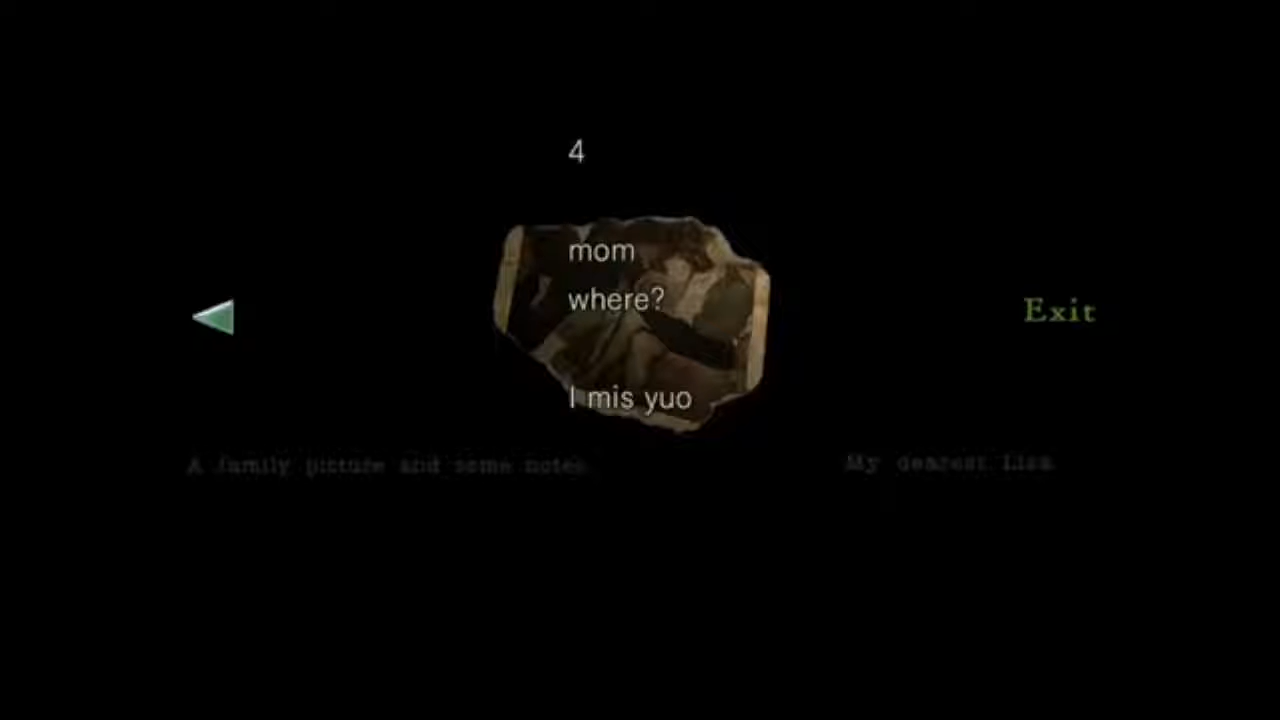 4
mom
where?
I mis yuo
Exit
A family picture and some notes.
My dearest Lisa